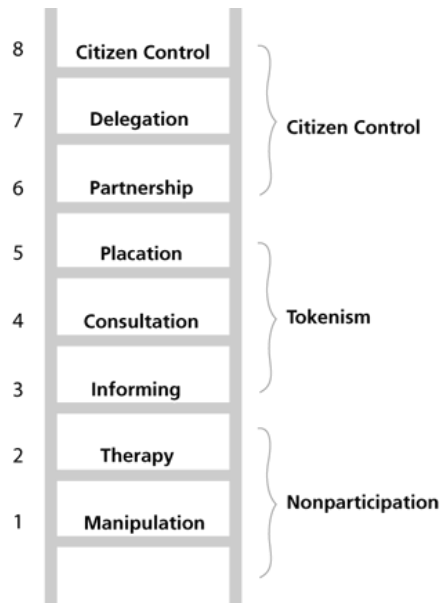 8 Citizen Control
7 Delegation
Citizen Control
6 Partnership
5 Placation
4 Consultation
Tokenism
3 Informing
2 Therapy
Nonparticipation
1 Manipulation